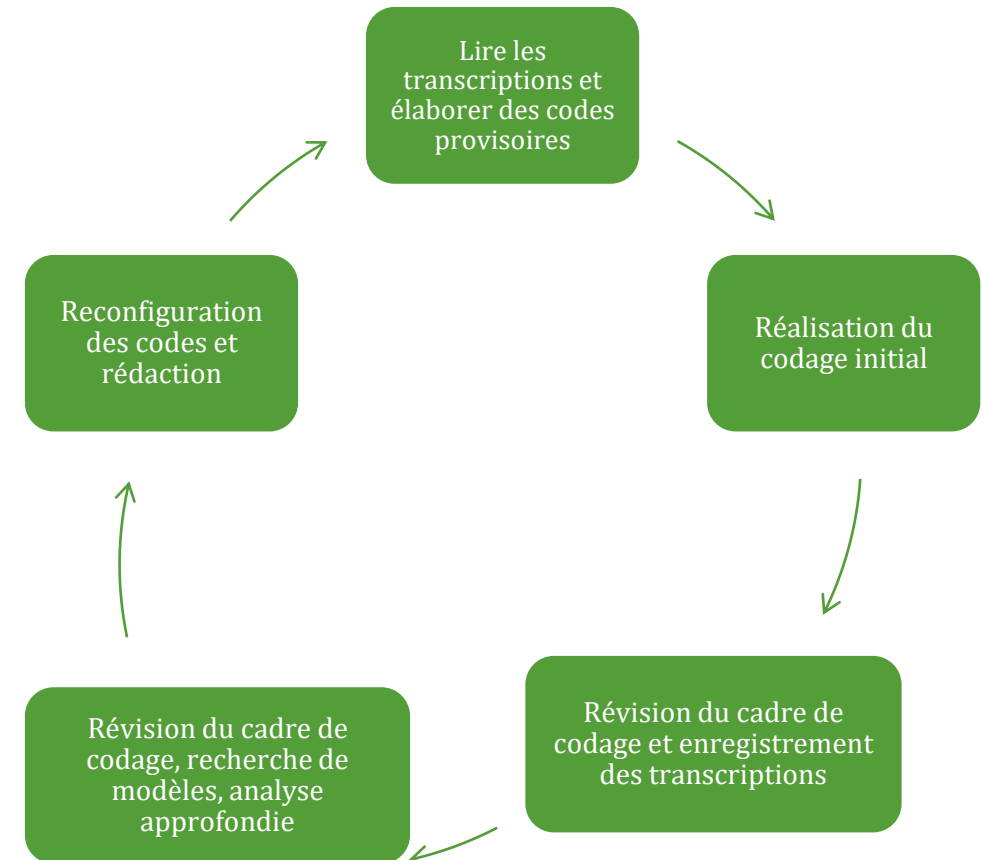 Lire les
transcriptions et
élaborer des codes
provisoires
Réalisation du
codage initial
Révision du cadre de
codage et enregistrement
des transcriptions
Révision du cadre de
codage, recherche de
modèles, analyse
approfondie
Reconfiguration
des codes et
rédaction